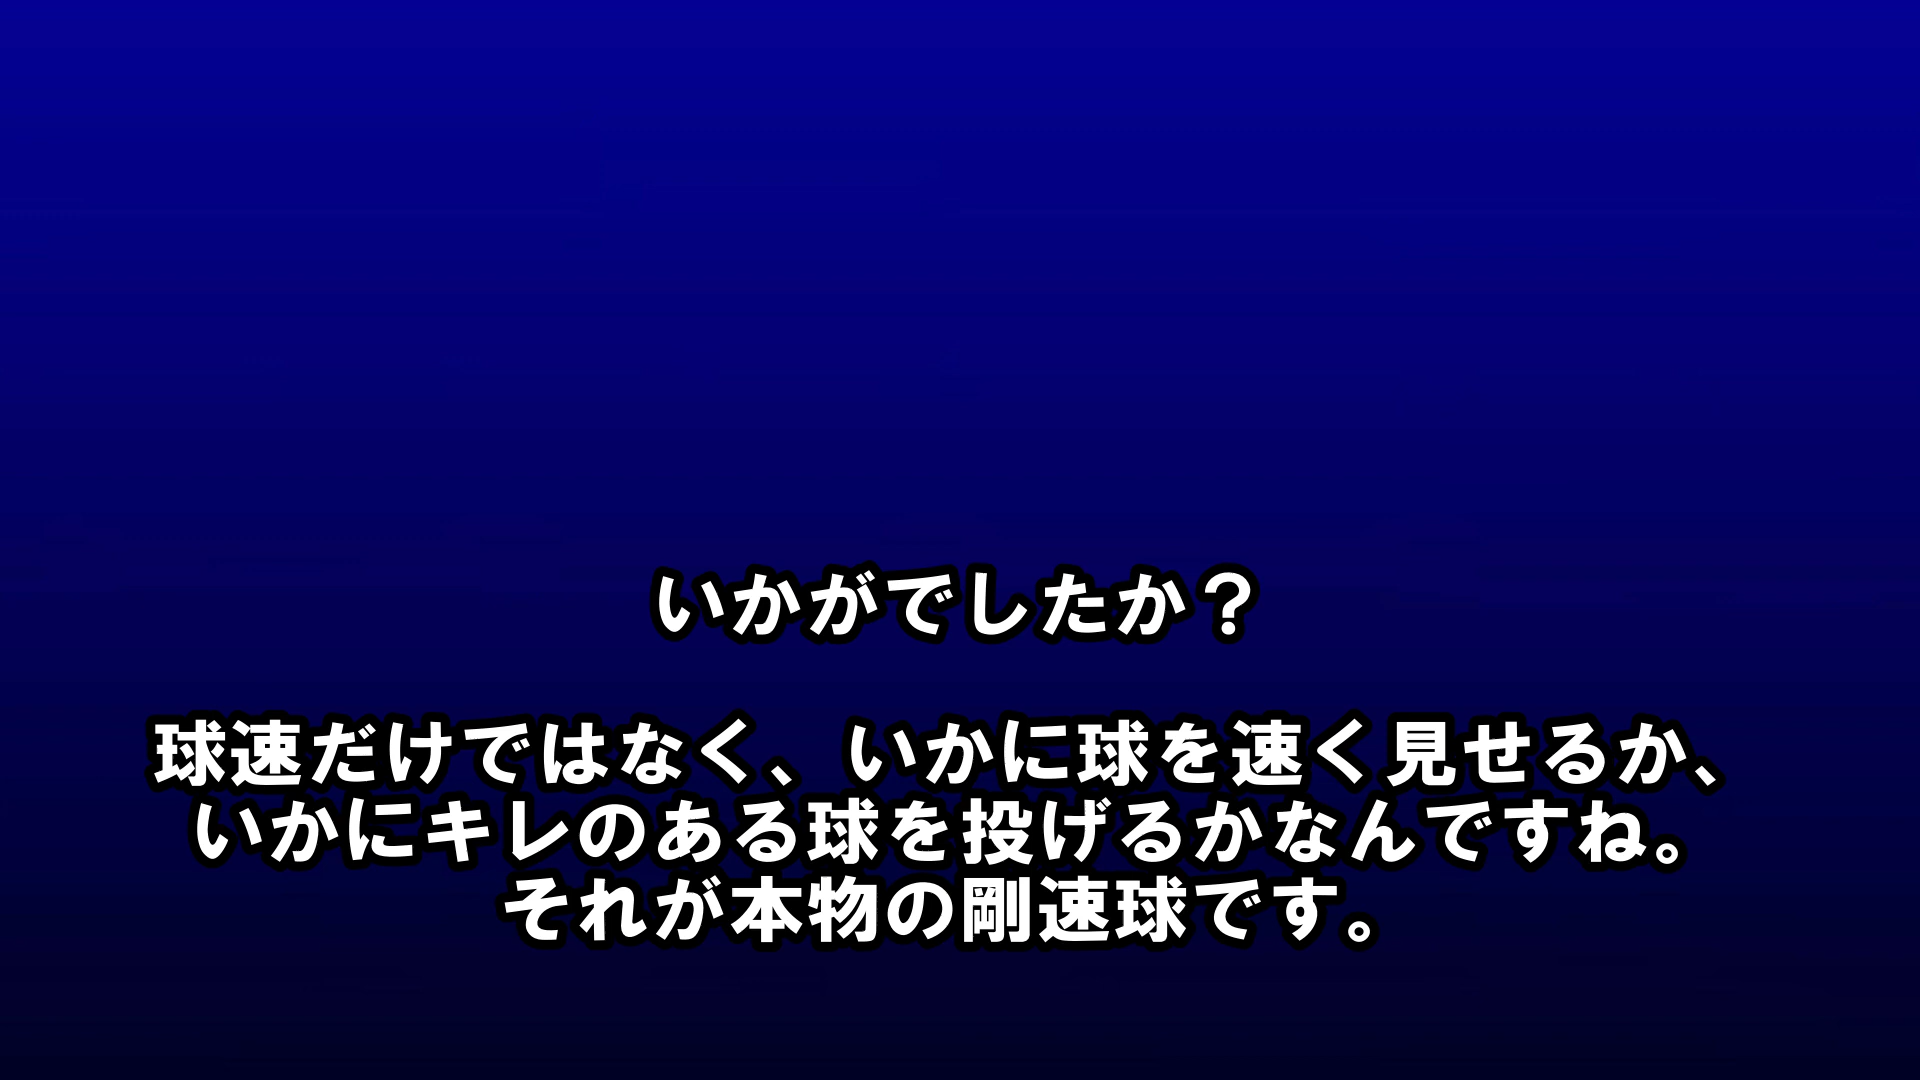 いかがでしたか？
球速だけではなく、いかに球を速く見せるか、
いかにキレのある球を投げるかなんですね。
それが本物の剛速球です。